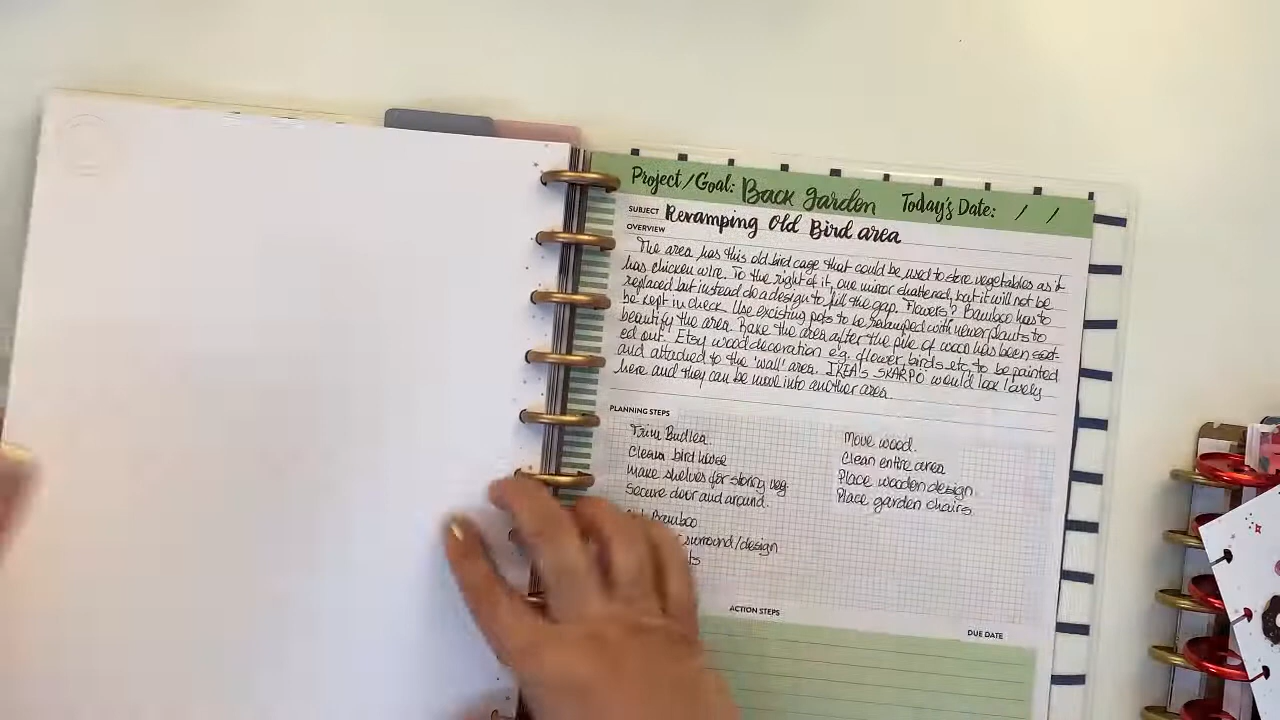 Project/Goal: Back garden Today's Date: / /
SUBJECT Revamping Old Bird area
OVERVIEW
The area has this old bird cage that could be used to store vegetables as it
has chicken wire. To the right of it, one mirror shattered, but it will not be
replaced but instead do a design to fill the gap. Flowers? Bamboo has to
be kept in check. Use existing pots to be revamped with newer plants to
beautify the area. Rake the area after the pile of wood has been sort-
ed out. Etsy wood decoration e.g. flower, birds, etc, to be painted
and attached to the 'wall' area. IKEA's SKARPÖ would look lovely
here and they can be move into another area.
PLANNING STEPS
Trim Budlea
Clean bird house
Make shelves for storing veg
Secure door and around.
Bamboo
surround/design
Move wood.
Clean entire area
Place wooden design.
Place garden chairs.
ACTION STEPS
DUE DATE